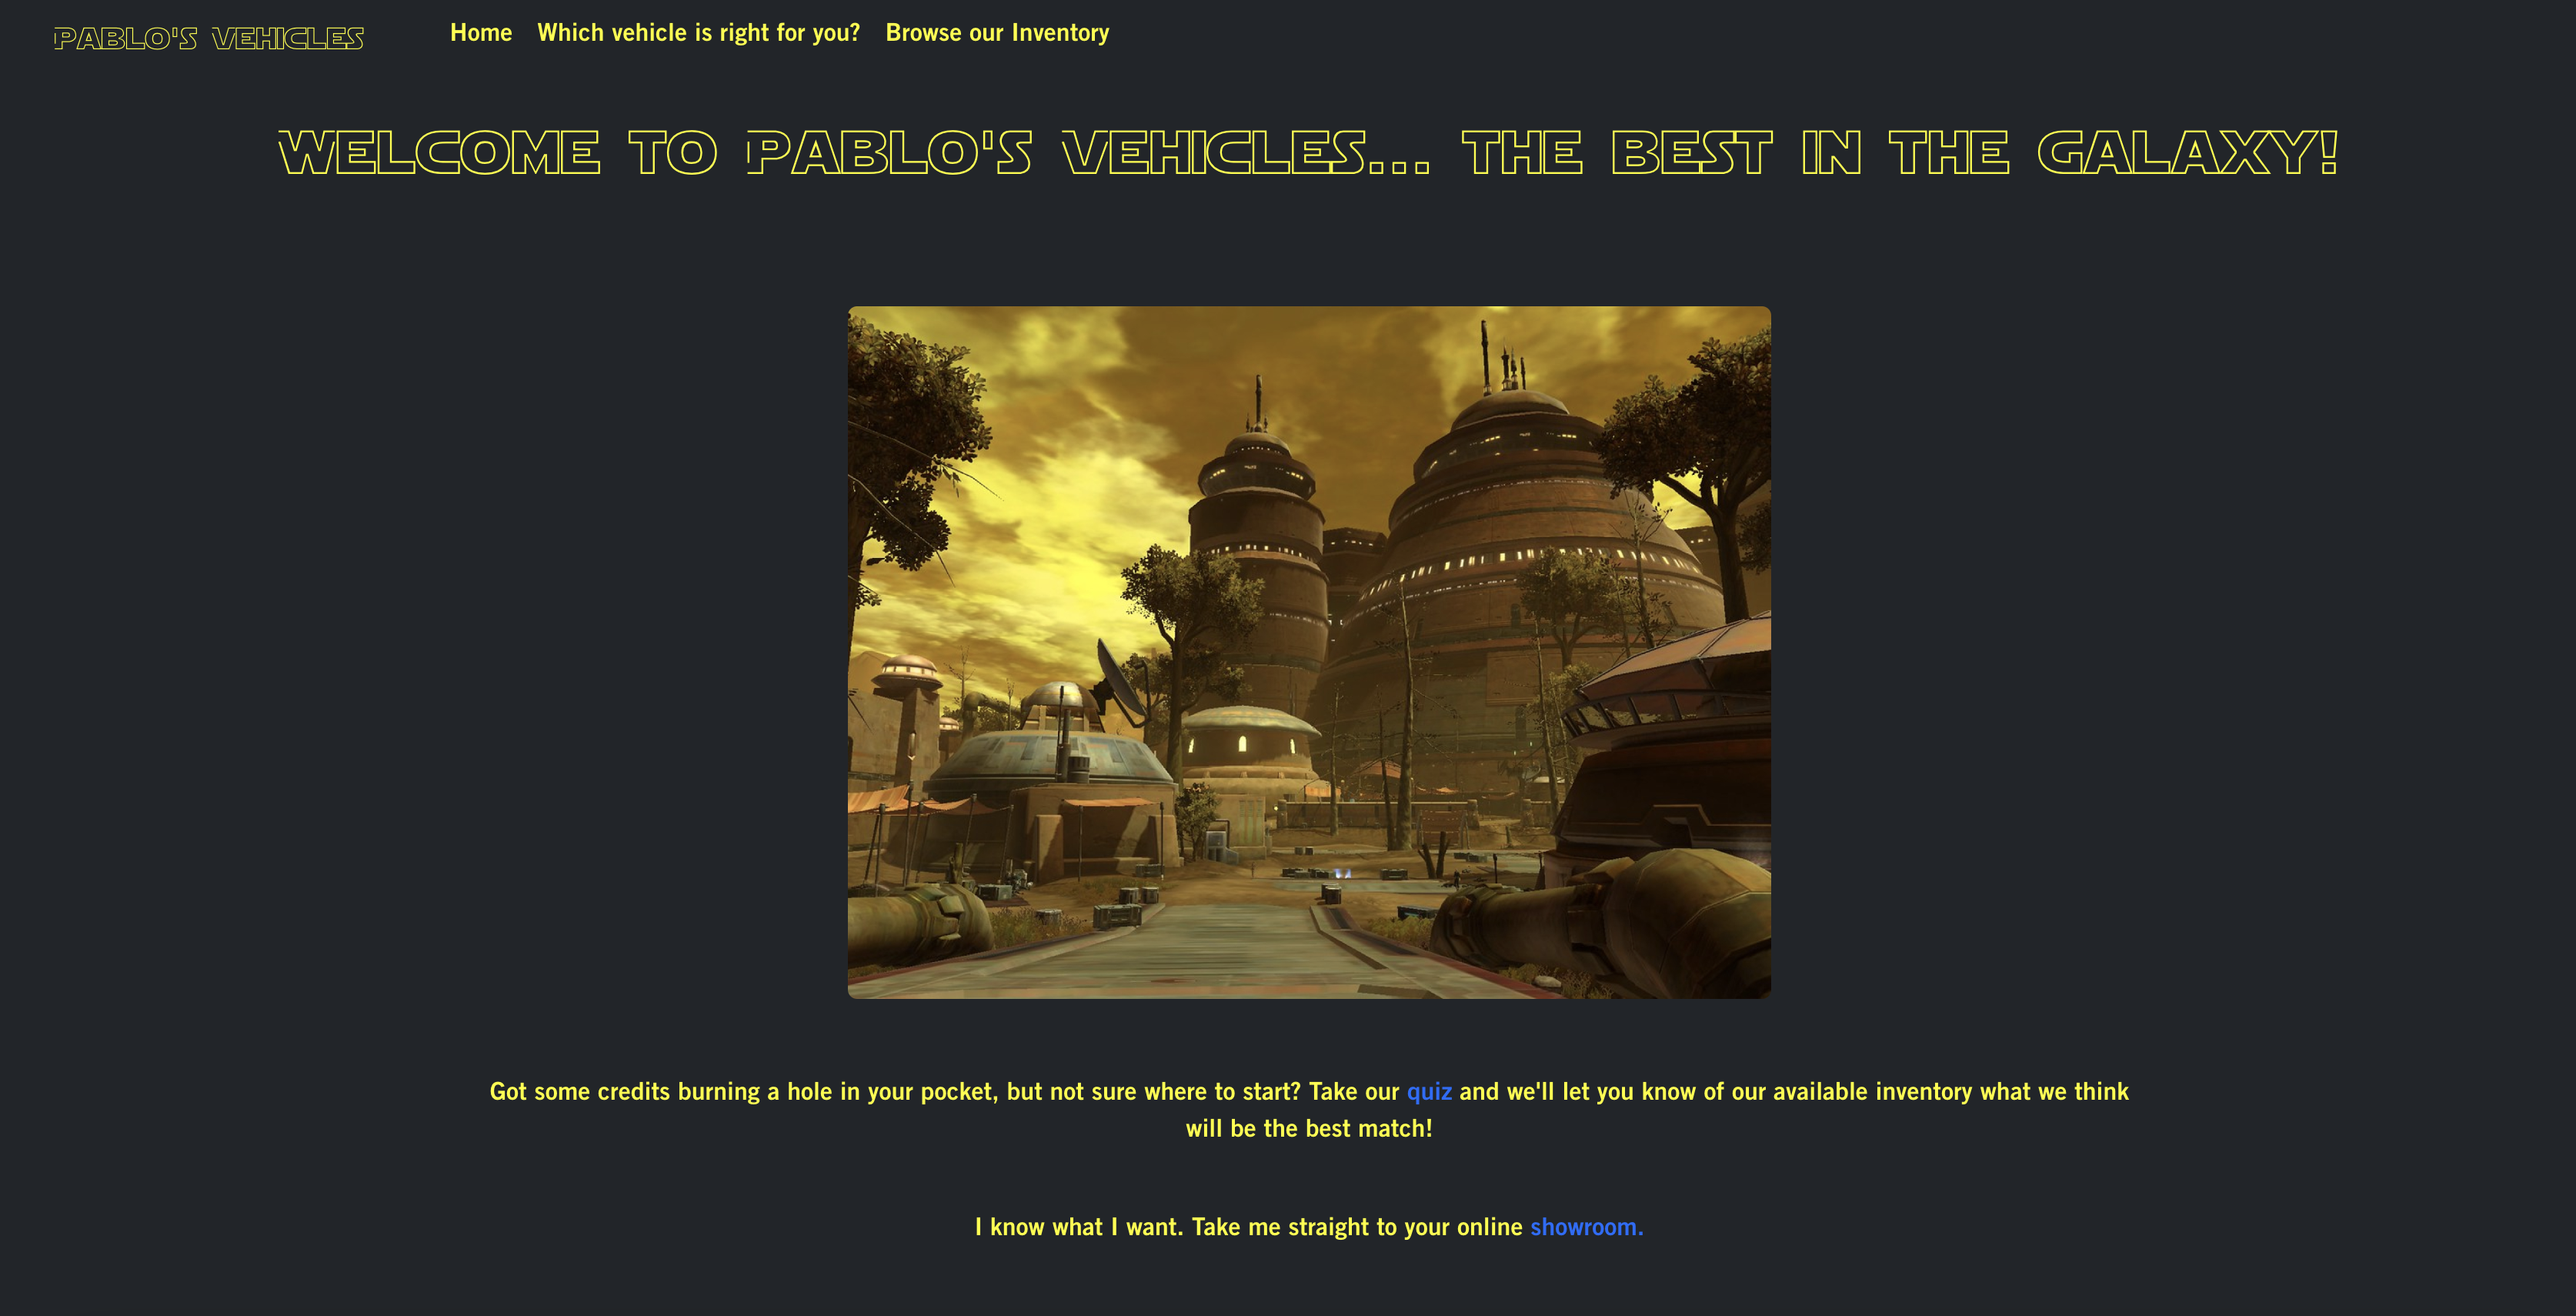 PABLO'S VEHICLES
Home Which vehicle is right for you? Browse our Inventory
WELCOME TO PABLO'S VEHICLES... THE BEST IN THE GALAXY!
Got some credits burning a hole in your pocket, but not sure where to start? Take our quiz and we'll let you know of our available inventory what we think
will be the best match!
I know what I want. Take me straight to your online showroom.